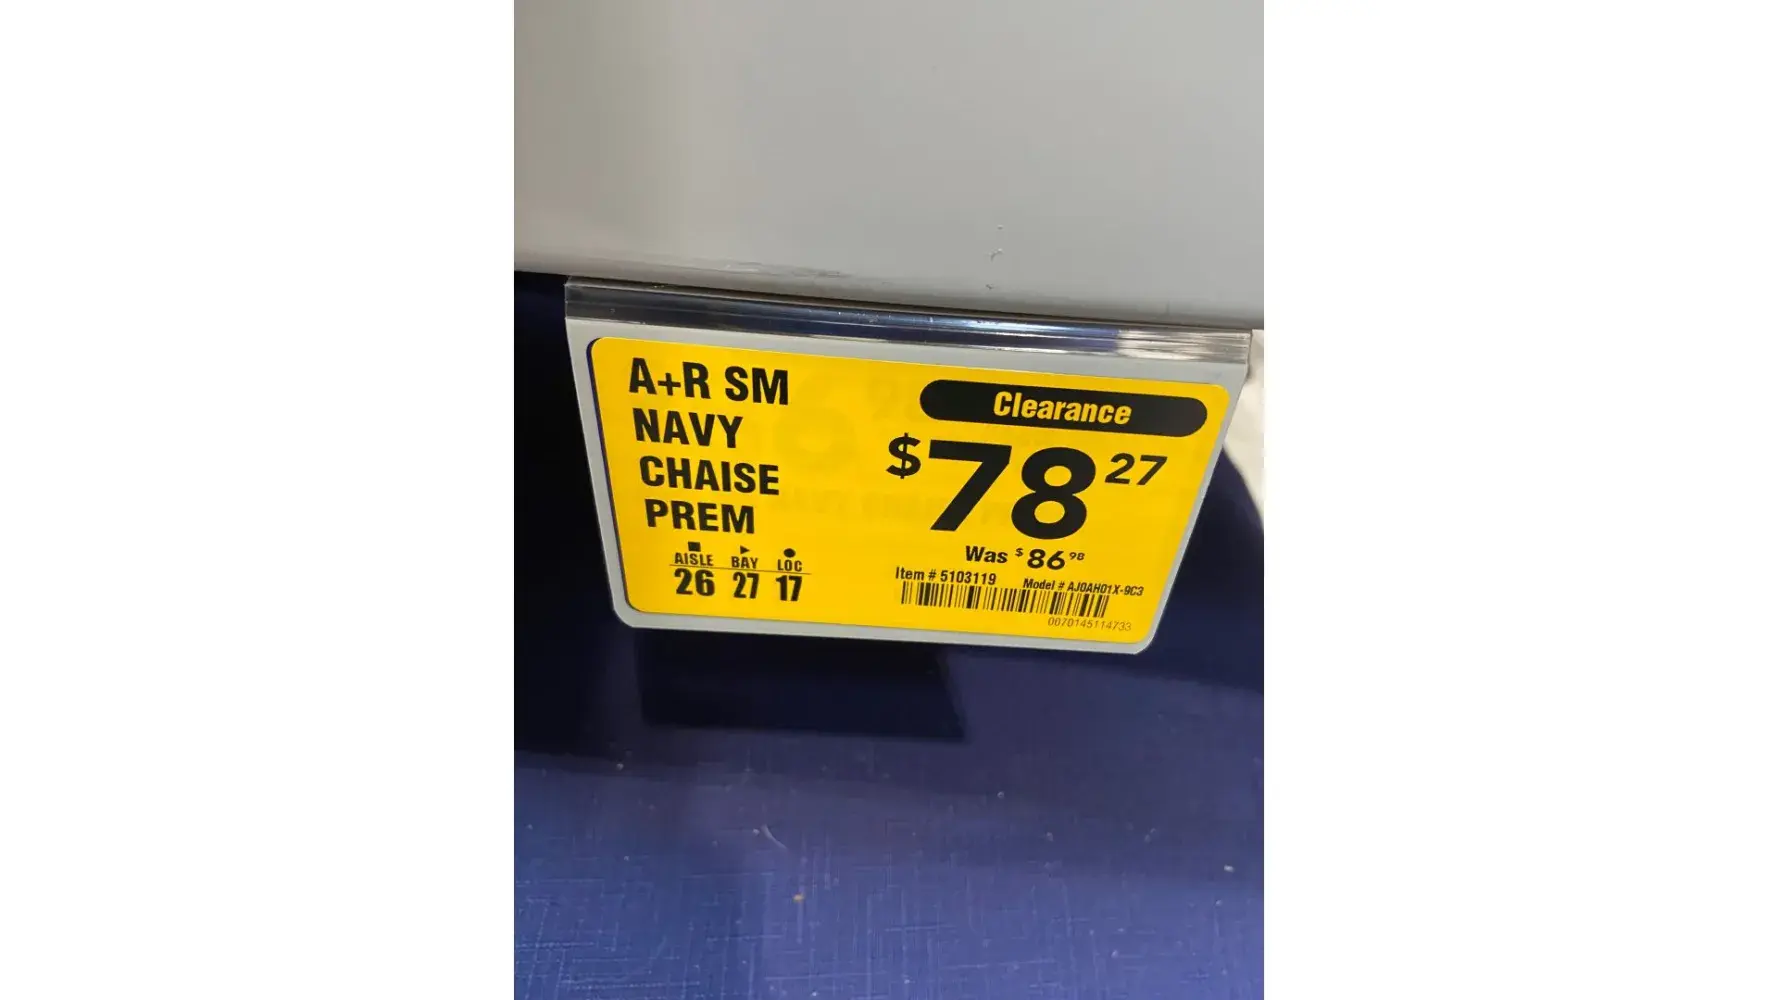 A+R SM
NAVY
CHAISE
PREM
AISLE BAY LOC
26 27 17
Clearance
$78 27
Was $86 98
Item # 5103119 Model # AJ0AH01X-9C3
0070145114733